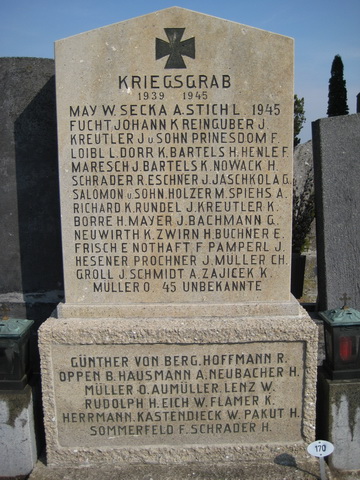 KRIEGSGRAB
1939 1945
MAY W. SECKA A. STICH L. 1945
FUCHT JOHANN K REINGUBER J.
KREUTLER J U SOHN PRINESDOM F.
LOIBL L. DORR K. BARTELS H. HENLE F.
MARESCH J. BARTELS K. NOWACK H.
SCHRADER R. ESCHNER J. JASCHKOLA G.
SALOMON U. SOHN. HOLZER M. SPIEHS A.
RICHARD K. RUNDEL J. KREUTLER K.
BORRE H. MAYER J. BACHMANN G.
NEUWIRTH K. ZWIRN H. BUCHNER E.
FRISCH E NOTHAFT F PAMPERL J.
HESENER PROCHNER J. MÜLLER CH.
GROLL J. SCHMIDT A. ZAJICEK K.
MÜLLER O. 45 UNBEKANNTE
GÜNTHER VON BERG. HOFFMANN R.
OPPEN B. HAUSMANN A. NEUBACHER H.
MÜLLER O. AUMÜLLER. LENZ W.
RUDOLPH H. EICH W. FLAMER K.
HERRMANN. KASTENDIECK W. PAKUT H.
SOMMERFELD F. SCHRADER H.
170